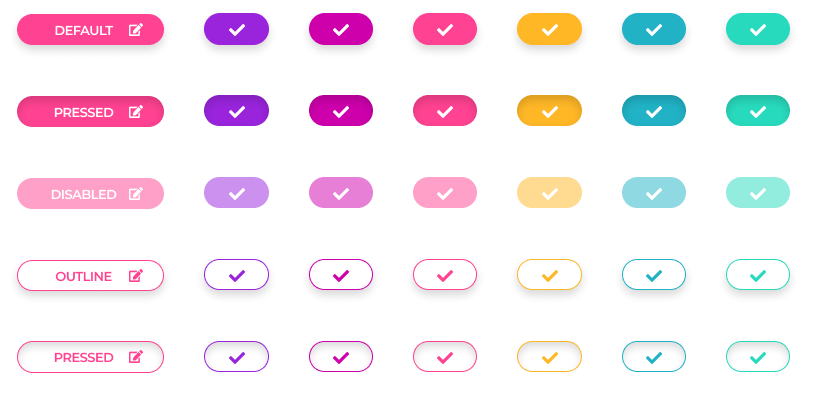 DEFAULT
PRESSED
DISABLED
OUTLINE
PRESSED